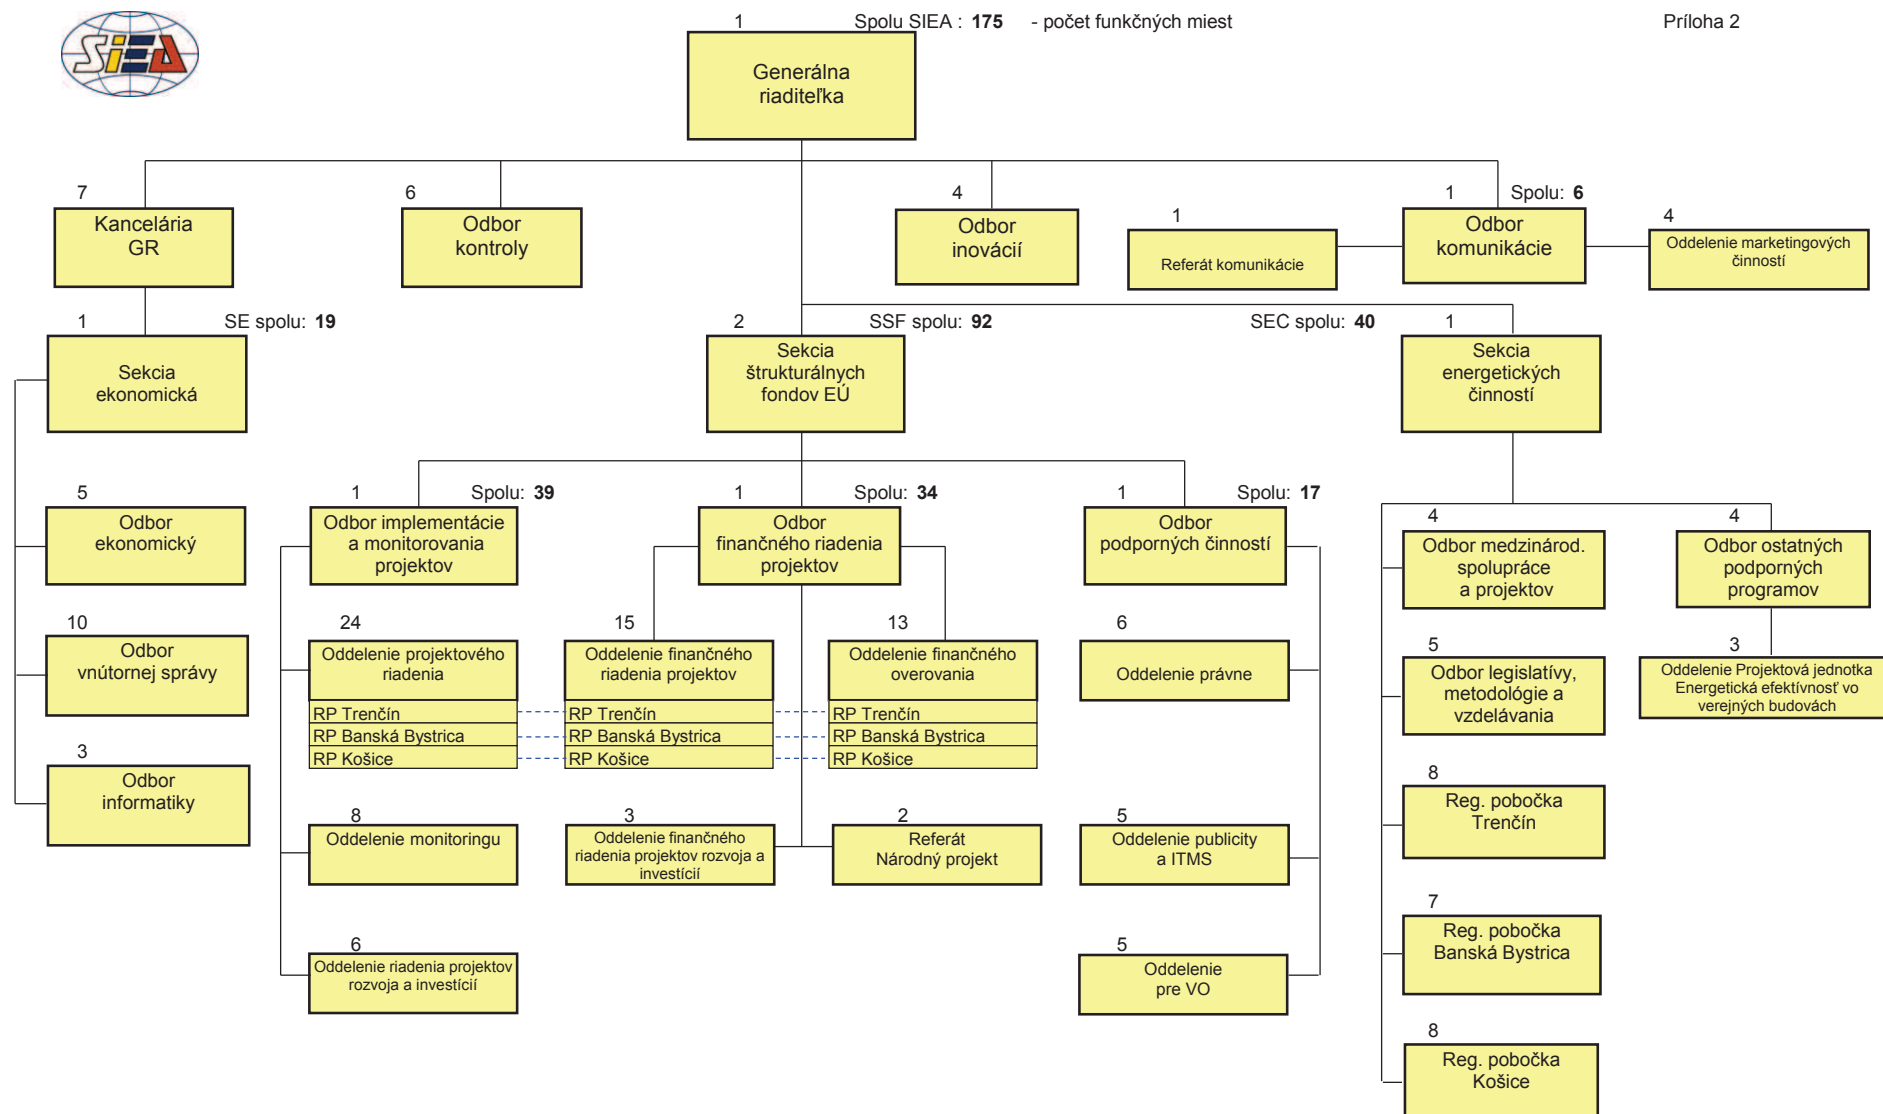 SiEA
1
Spolu SIEA : 175 - počet funkčných miest
Príloha 2
Generálna
riaditeľka
7
Kancelária
GR
6
Odbor
kontroly
4
Odbor
inovácií
1
Spolu: 6
Odbor
komunikácie
1
Referát komunikácie
4
Oddelenie marketingových
činností
1
SE spolu: 19
Sekcia
ekonomická
2
SSF spolu: 92
Sekcia
štrukturálnych
fondov EÚ
SEC spolu: 40
1
Sekcia
energetických
činností
5
Odbor
ekonomický
10
Odbor
vnútornej správy
3
Odbor
informatiky
1
Spolu: 39
Odbor implementácie
a monitorovania
projektov
24
Oddelenie projektového
riadenia
RP Trenčín
RP Banská Bystrica
RP Košice
8
Oddelenie monitoringu
6
Oddelenie riadenia projektov
rozvoja a investícií
1
Spolu: 34
Odbor
finančného riadenia
projektov
15
Oddelenie finančného
riadenia projektov
RP Trenčín
RP Banská Bystrica
RP Košice
13
Oddelenie finančného
overovania
RP Trenčín
RP Banská Bystrica
RP Košice
3
Oddelenie finančného
riadenia projektov rozvoja a
investícií
2
Referát
Národný projekt
1
Spolu: 17
Odbor
podporných činností
6
Oddelenie právne
5
Oddelenie publicity
a ITMS
5
Oddelenie
pre VO
4
Odbor medzinárod.
spolupráce
a projektov
4
Odbor ostatných
podporných
programov
5
Odbor legislatívy,
metodológie a
vzdelávania
3
Oddelenie Projektová jednotka
Energetická efektívnosť vo
verejných budovách
8
Reg. pobočka
Trenčín
7
Reg. pobočka
Banská Bystrica
8
Reg. pobočka
Košice